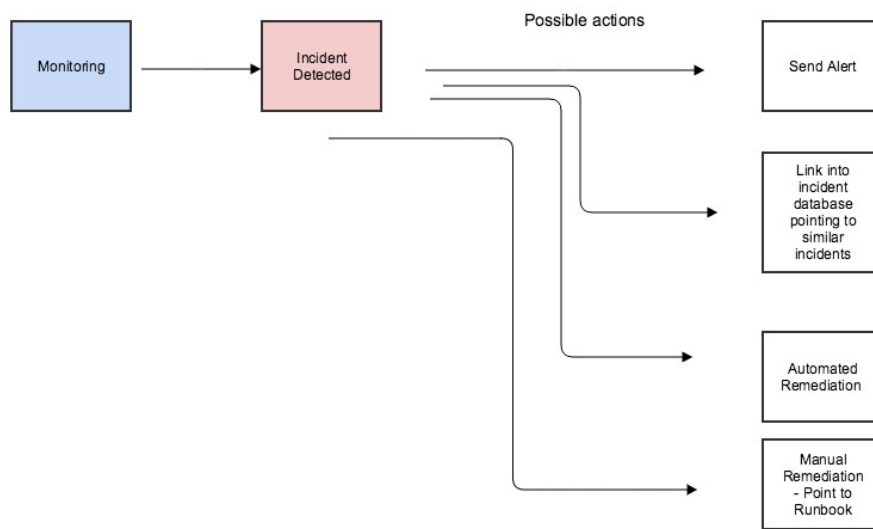 Possible actions
Monitoring
Incident
Detected
Send Alert
Link into
incident
database
pointing to
similar
incidents
Automated
Remediation
Manual
Remediation
- Point to
Runbook